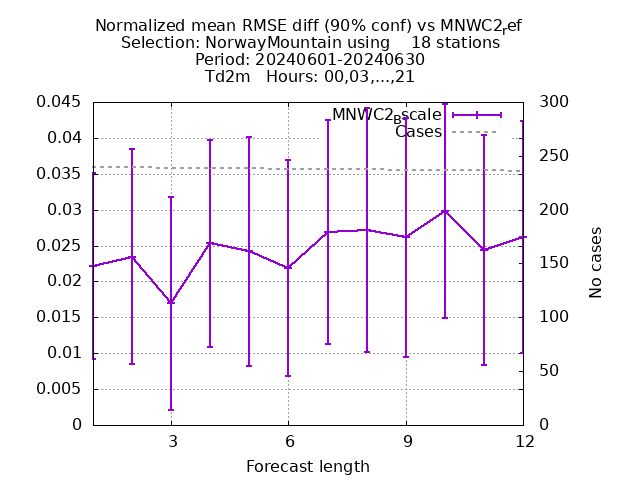 Normalized mean RMSE diff (90% conf) vs MNWC2ref
Selection: NorwayMountain using 18 stations
Period: 20240601-20240630
Td2m Hours: 00,03,...,21
MNWC2Bscale
Cases
0.045
0.04
0.035
0.03
0.025
0.02
0.015
0.01
0.005
0
300
250
200
150
100
50
0
No cases
3
6
9
12
Forecast length